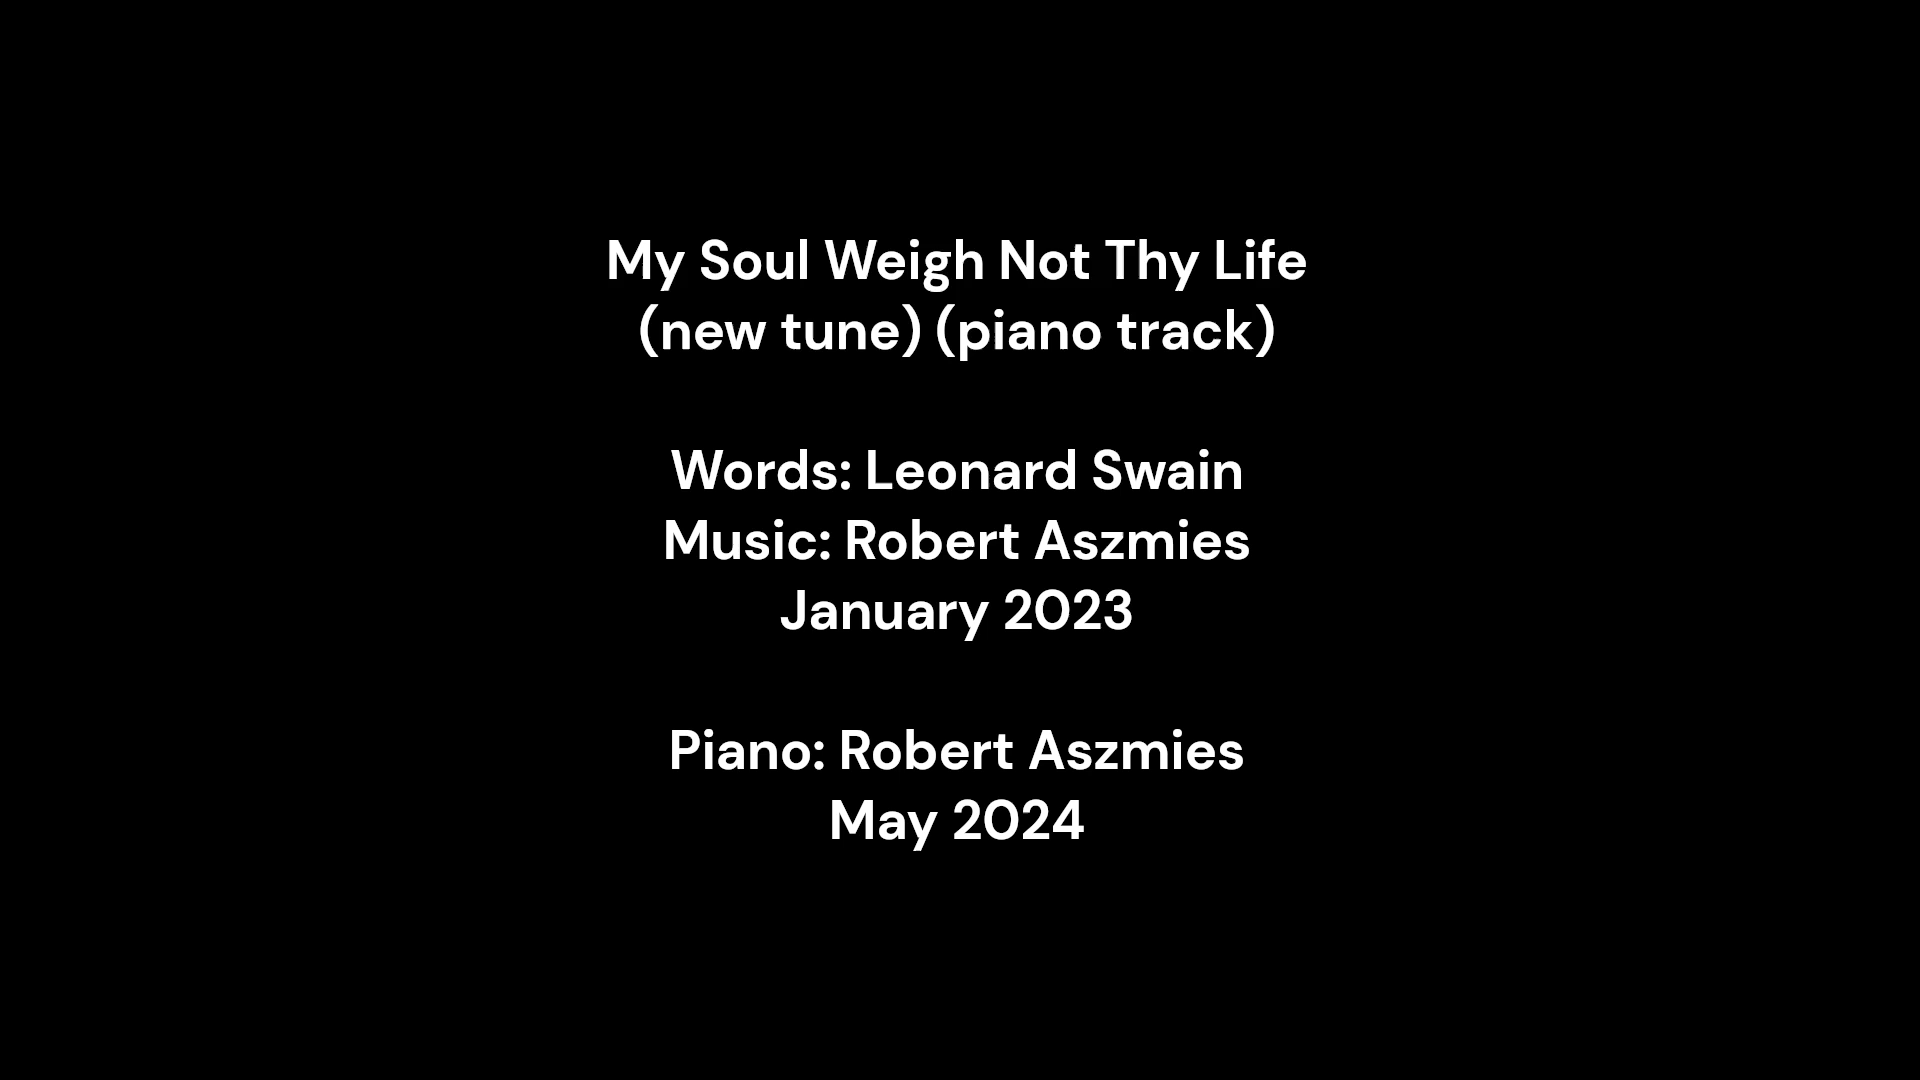 My Soul Weigh Not Thy Life
(new tune) (piano track)
Words: Leonard Swain
Music: Robert Aszmies
January 2023
Piano: Robert Aszmies
May 2024